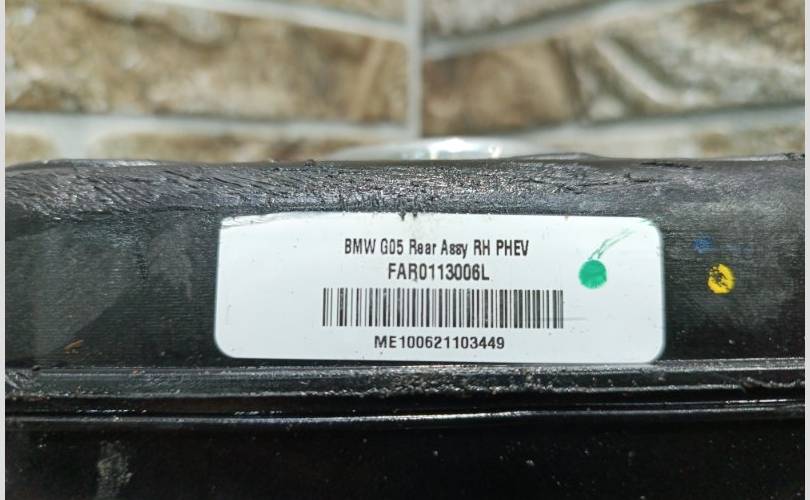 BMW G05 Rear Assy RH PHEV
FAR0113006L
ME100621103449